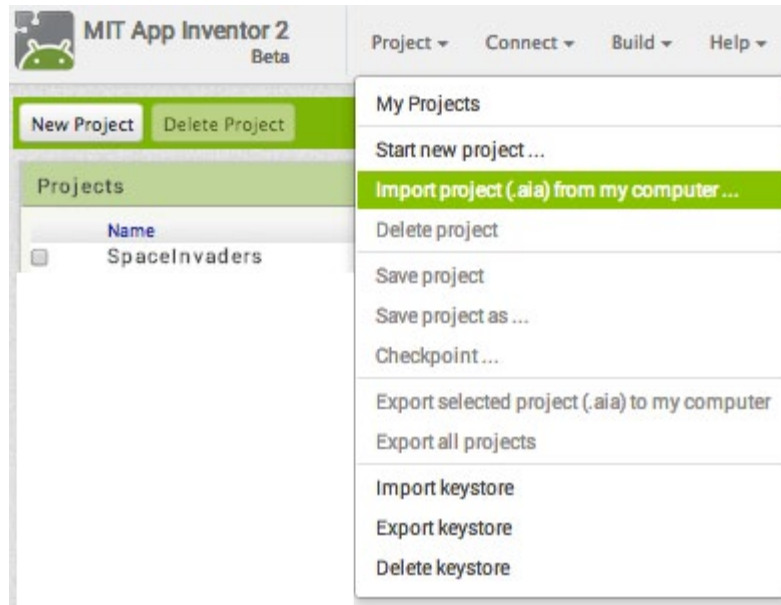 MIT App Inventor 2
Beta
Project Connect Build Help
New Project Delete Project
Projects
Name
SpaceInvaders
My Projects
Start new project ...
Import project (.aia) from my computer ...
Delete project
Save project
Save project as ...
Checkpoint ...
Export selected project (.aia) to my computer
Export all projects
Import keystore
Export keystore
Delete keystore